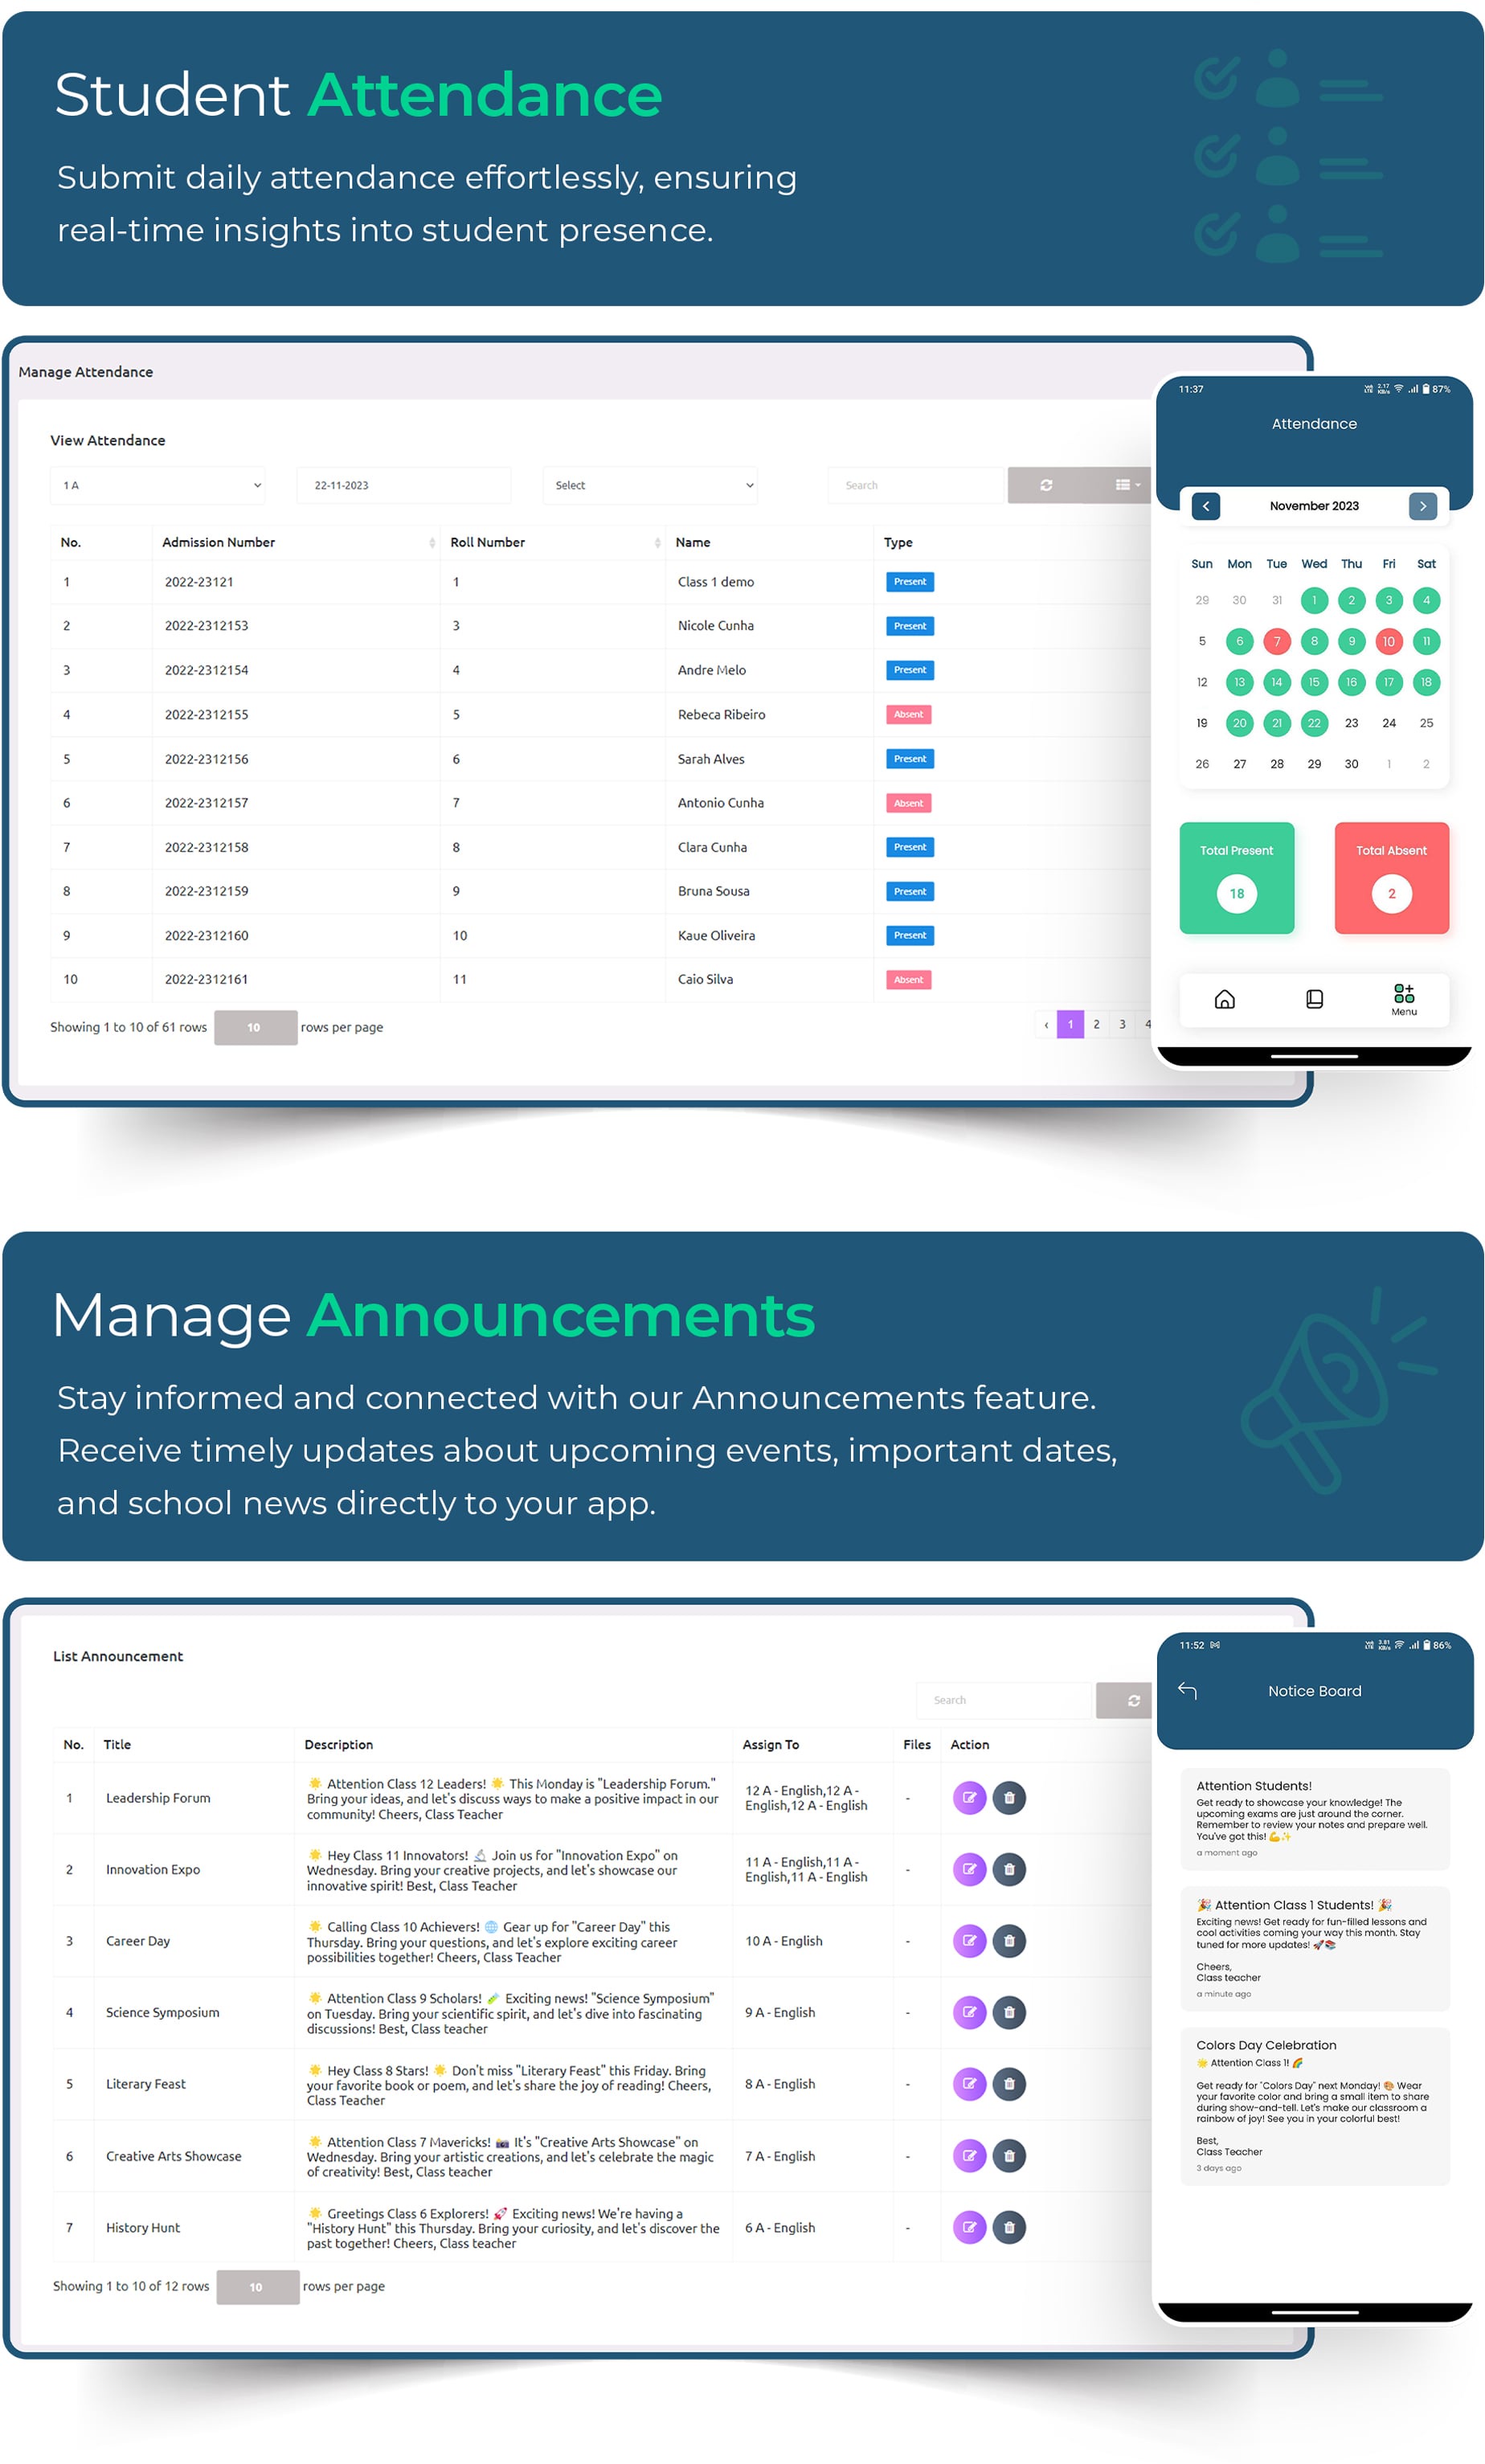 Student Attendance
Submit daily attendance effortlessly, ensuring
real-time insights into student presence.
Manage Attendance
View Attendance
1 A
22-11-2023
Select
Search
No. Admission Number Roll Number Name Type
1 2022-23121 1 Class 1 demo Present
2 2022-2312153 3 Nicole Cunha Present
3 2022-2312154 4 Andre Melo Present
4 2022-2312155 5 Rebeca Ribeiro Absent
5 2022-2312156 6 Sarah Alves Present
6 2022-2312157 7 Antonio Cunha Absent
7 2022-2312158 8 Clara Cunha Present
8 2022-2312159 9 Bruna Sousa Present
9 2022-2312160 10 Kaue Oliveira Present
10 2022-2312161 11 Caio Silva Absent
Showing 1 to 10 of 61 rows 10 rows per page
‹ 1 2 3 4
11:37 87%
Attendance
November 2023
Sun Mon Tue Wed Thu Fri Sat
29 30 31 1 2 3 4
5 6 7 8 9 10 11
12 13 14 15 16 17 18
19 20 21 22 23 24 25
26 27 28 29 30 1 2
Total Present
18
Total Absent
2
Menu
Manage Announcements
Stay informed and connected with our Announcements feature.
Receive timely updates about upcoming events, important dates,
and school news directly to your app.
List Announcement
Search
No. Title Description Assign To Files Action
1 Leadership Forum
🌟 Attention Class 12 Leaders! 🌟 This Monday is "Leadership Forum."
Bring your ideas, and let's discuss ways to make a positive impact in our
community! Cheers, Class Teacher
12 A - English,12 A -
English,12 A - English
-
2 Innovation Expo
🌟 Hey Class 11 Innovators! 🔬 Join us for "Innovation Expo" on
Wednesday. Bring your creative projects, and let's showcase our
innovative spirit! Best, Class Teacher
11 A - English,11 A -
English,11 A - English
-
3 Career Day
🌟 Calling Class 10 Achievers! 🌐 Gear up for "Career Day" this
Thursday. Bring your questions, and let's explore exciting career
possibilities together! Cheers, Class Teacher
10 A - English
-
4 Science Symposium
🌟 Attention Class 9 Scholars! 🧪 Exciting news! "Science Symposium"
on Tuesday. Bring your scientific spirit, and let's dive into fascinating
discussions! Best, Class teacher
9 A - English
-
5 Literary Feast
🌟 Hey Class 8 Stars! 🌟 Don't miss "Literary Feast" this Friday. Bring
your favorite book or poem, and let's share the joy of reading! Cheers,
Class Teacher
8 A - English
-
6 Creative Arts Showcase
🌟 Attention Class 7 Mavericks! 📸 It's "Creative Arts Showcase" on
Wednesday. Bring your artistic creations, and let's celebrate the magic
of creativity! Best, Class teacher
7 A - English
-
7 History Hunt
🌟 Greetings Class 6 Explorers! 🚀 Exciting news! We're having a
"History Hunt" this Thursday. Bring your curiosity, and let's discover the
past together! Cheers, Class teacher
6 A - English
-
Showing 1 to 10 of 12 rows 10 rows per page
11:52 86%
Notice Board
Attention Students!
Get ready to showcase your knowledge! The
upcoming exams are just around the corner.
Remember to review your notes and prepare well.
You've got this! 💪✨
a moment ago
🎉 Attention Class 1 Students! 🎉
Exciting news! Get ready for fun-filled lessons and
cool activities coming your way this month. Stay
tuned for more updates! 🚀📚
Cheers,
Class teacher
a minute ago
Colors Day Celebration
🌟 Attention Class 1! 🌈
Get ready for "Colors Day" next Monday! 🎨 Wear
your favorite color and bring a small item to share
during show-and-tell. Let's make our classroom a
rainbow of joy! See you in your colorful best!
Best,
Class Teacher
3 days ago